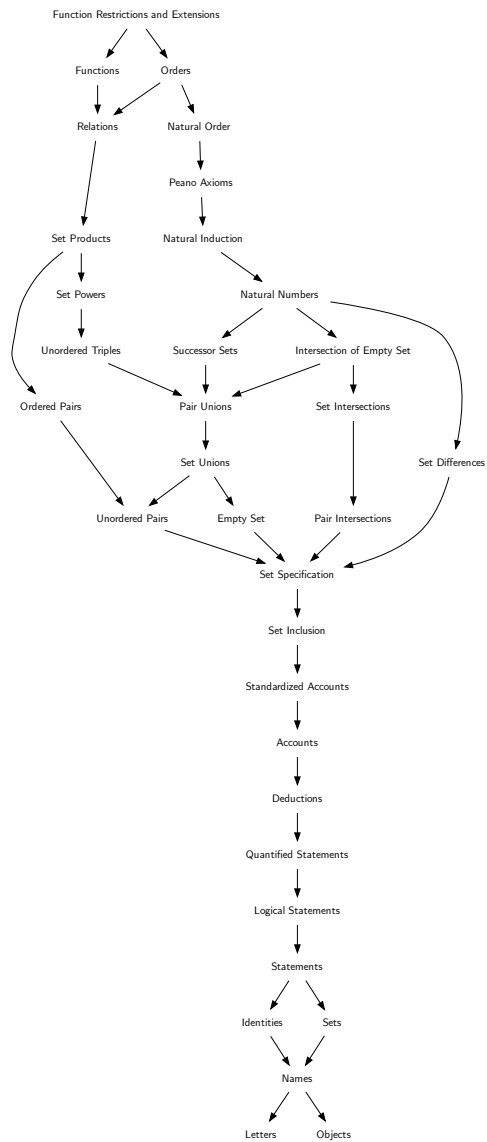 Function Restrictions and Extensions
Functions
Orders
Relations
Natural Order
Peano Axioms
Set Products
Natural Induction
Set Powers
Natural Numbers
Unordered Triples
Successor Sets
Intersection of Empty Set
Ordered Pairs
Pair Unions
Set Intersections
Set Unions
Set Differences
Unordered Pairs
Empty Set
Pair Intersections
Set Specification
Set Inclusion
Standardized Accounts
Accounts
Deductions
Quantified Statements
Logical Statements
Statements
Identities
Sets
Names
Letters
Objects